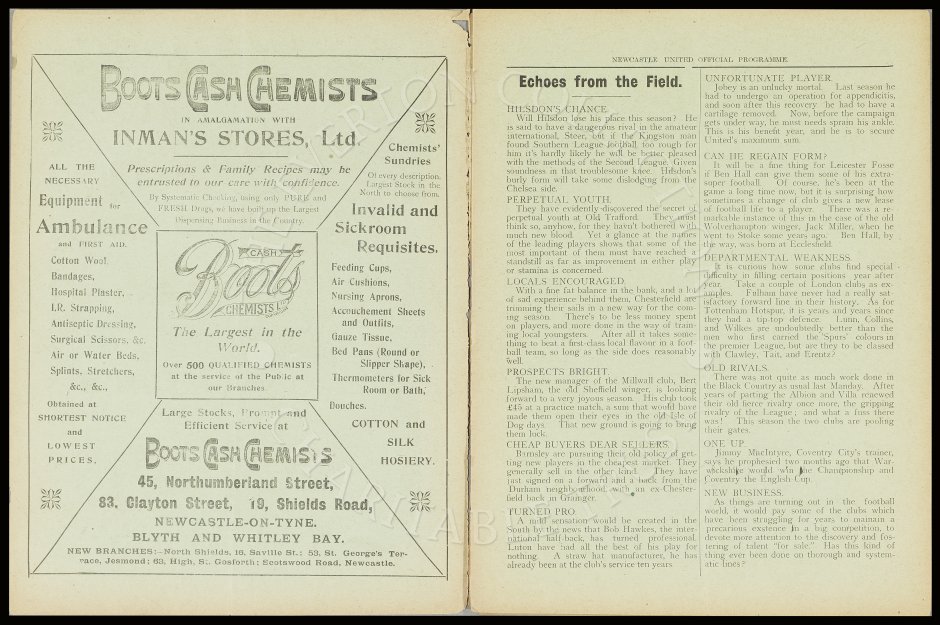 BOOTS CASH CHEMISTS
IN AMALGAMATION WITH
INMAN'S STORES, Ltd.
Prescriptions & Family Recipes may be
entrusted to our care with confidence.
By Systematic Checking, using only PURE and
FRESH Drugs, we have built up the Largest
Dispensing Business in the Country.
ALL THE
NECESSARY
Equipment for
Ambulance
and FIRST AID.
Cotton Wool,
Bandages,
Hospital Plaster,
I.R. Strapping,
Antiseptic Dressing,
Surgical Scissors, &c.
Air or Water Beds,
Splints, Stretchers,
&c., &c.,
Obtained at
SHORTEST NOTICE
and
LOWEST
PRICES.
Boots
CASH
CHEMISTS LTD
The Largest in the
World.
Over 500 QUALIFIED CHEMISTS
at the service of the Public at
our Branches.
Chemists'
Sundries
Of every description,
Largest Stock in the
North to choose from.
Invalid and
Sickroom
Requisites.
Feeding Cups,
Air Cushions,
Nursing Aprons,
Accouchement Sheets
and Outfits,
Gauze Tissue,
Bed Pans (Round or
Slipper Shape),
Thermometers for Sick
Room or Bath,
Douches.
COTTON and
SILK
HOSIERY.
Large Stocks, Prompt and
Efficient Service at
BOOTS CASH CHEMISTS
45, Northumberland Street,
83, Clayton Street, 19, Shields Road,
NEWCASTLE-ON-TYNE.
BLYTH AND WHITLEY BAY.
NEW BRANCHES:—North Shields, 16, Saville St.; 53, St. George's Ter-
race, Jesmond; 63, High St. Gosforth; Scotswood Road, Newcastle.
NEWCASTLE UNITED OFFICIAL PROGRAMME.
Echoes from the Field.
HILSDON'S CHANCE.
Will Hilsdon lose his place this season? He
is said to have a dangerous rival in the amateur
international, Steer, but if the Kingston man
found Southern League football too rough for
him it's hardly likely he will be better pleased
with the methods of the Second League. Given
soundness in that troublesome knee, Hilsdon's
burly form will take some dislodging from the
Chelsea side.
PERPETUAL YOUTH.
They have evidently discovered the secret of
perpetual youth at Old Trafford. They must
think so, anyhow, for they havn't bothered with
much new blood. Yet a glance at the names
of the leading players shows that some of the
most important of them must have reached a
standstill as far as improvement in either play
or stamina is concerned.
LOCALS ENCOURAGED.
With a fine fat balance in the bank, and a lot
of sad experience behind them, Chesterfield are
trimming their sails in a new way for the com-
ing season. There's to be less money spent
on players, and more done in the way of train-
ing local youngsters. After all it takes some-
thing to beat a first-class local flavour in a foot-
ball team, so long as the side does reasonably
well.
PROSPECTS BRIGHT.
The new manager of the Millwall club, Bert
Lipsham, the old Sheffield winger, is looking
forward to a very joyous season. His club took
£45 at a practice match, a sum that would have
made them open their eyes in the old Isle of
Dog days. That new ground is going to bring
them luck.
CHEAP BUYERS DEAR SELLERS.
Barnsley are pursuing their old policy of get-
ting new players in the cheapest market. They
generally sell in the other kind. They have
just signed on a forward and a back from the
Durham neighbourhood, with an ex-Chester-
field back in Grainger.
TURNED PRO.
A mild sensation would be created in the
South by the news that Bob Hawkes, the inter-
national half-back, has turned professional.
Luton have had all the best of his play for
nothing. A straw hat manufacturer, he has
already been at the club's service ten years.
UNFORTUNATE PLAYER.
Jobey is an unlucky mortal. Last season he
had to undergo an operation for appendicitis,
and soon after this recovery he had to have a
cartilage removed. Now, before the campaign
gets under way, he must needs sprain his ankle.
This is his benefit year, and he is to secure
United's maximum sum.
CAN HE REGAIN FORM?
It will be a fine thing for Leicester Fosse
if Ben Hall can give them some of his extra-
super football. Of course, he's been at the
game a long time now, but it is surprising how
sometimes a change of club gives a new lease
of football life to a player. There was a re-
markable instance of this in the case of the old
Wolverhampton winger, Jack Miller, when he
went to Stoke some years ago. Ben Hall, by
the way, was born at Ecclesfield.
DEPARTMENTAL WEAKNESS.
It is curious how some clubs find special
difficulty in filling certain positions year after
year. Take a couple of London clubs as ex-
amples. Fulham have never had a really sat-
isfactory forward line in their history. As for
Tottenham Hotspur, it is years and years since
they had a tip-top defence. Lunn, Collins,
and Wilkes are undoubtedly better than the
men who first carried the 'Spurs' colours in
the premier League, but are they to be classed
with Clawley, Tait, and Erentz?
OLD RIVALS.
There was not quite as much work done in
the Black Country as usual last Monday. After
years of parting the Albion and Villa renewed
their old fierce rivalry once more, the gripping
rivalry of the League; and what a fuss there
was! This season the two clubs are pooling
their gates.
ONE UP.
Jimmy MacIntyre, Coventry City's trainer,
says he prophesied two months ago that War-
wickshire would win the Championship and
Coventry the English Cup.
NEW BUSINESS.
As things are turning out in the football
world, it would pay some of the clubs which
have been struggling for years to maintain a
precarious existence in a big competition, to
devote more attention to the discovery and fos-
tering of talent "for sale." Has this kind of
thing ever been done on thorough and system-
atic lines?